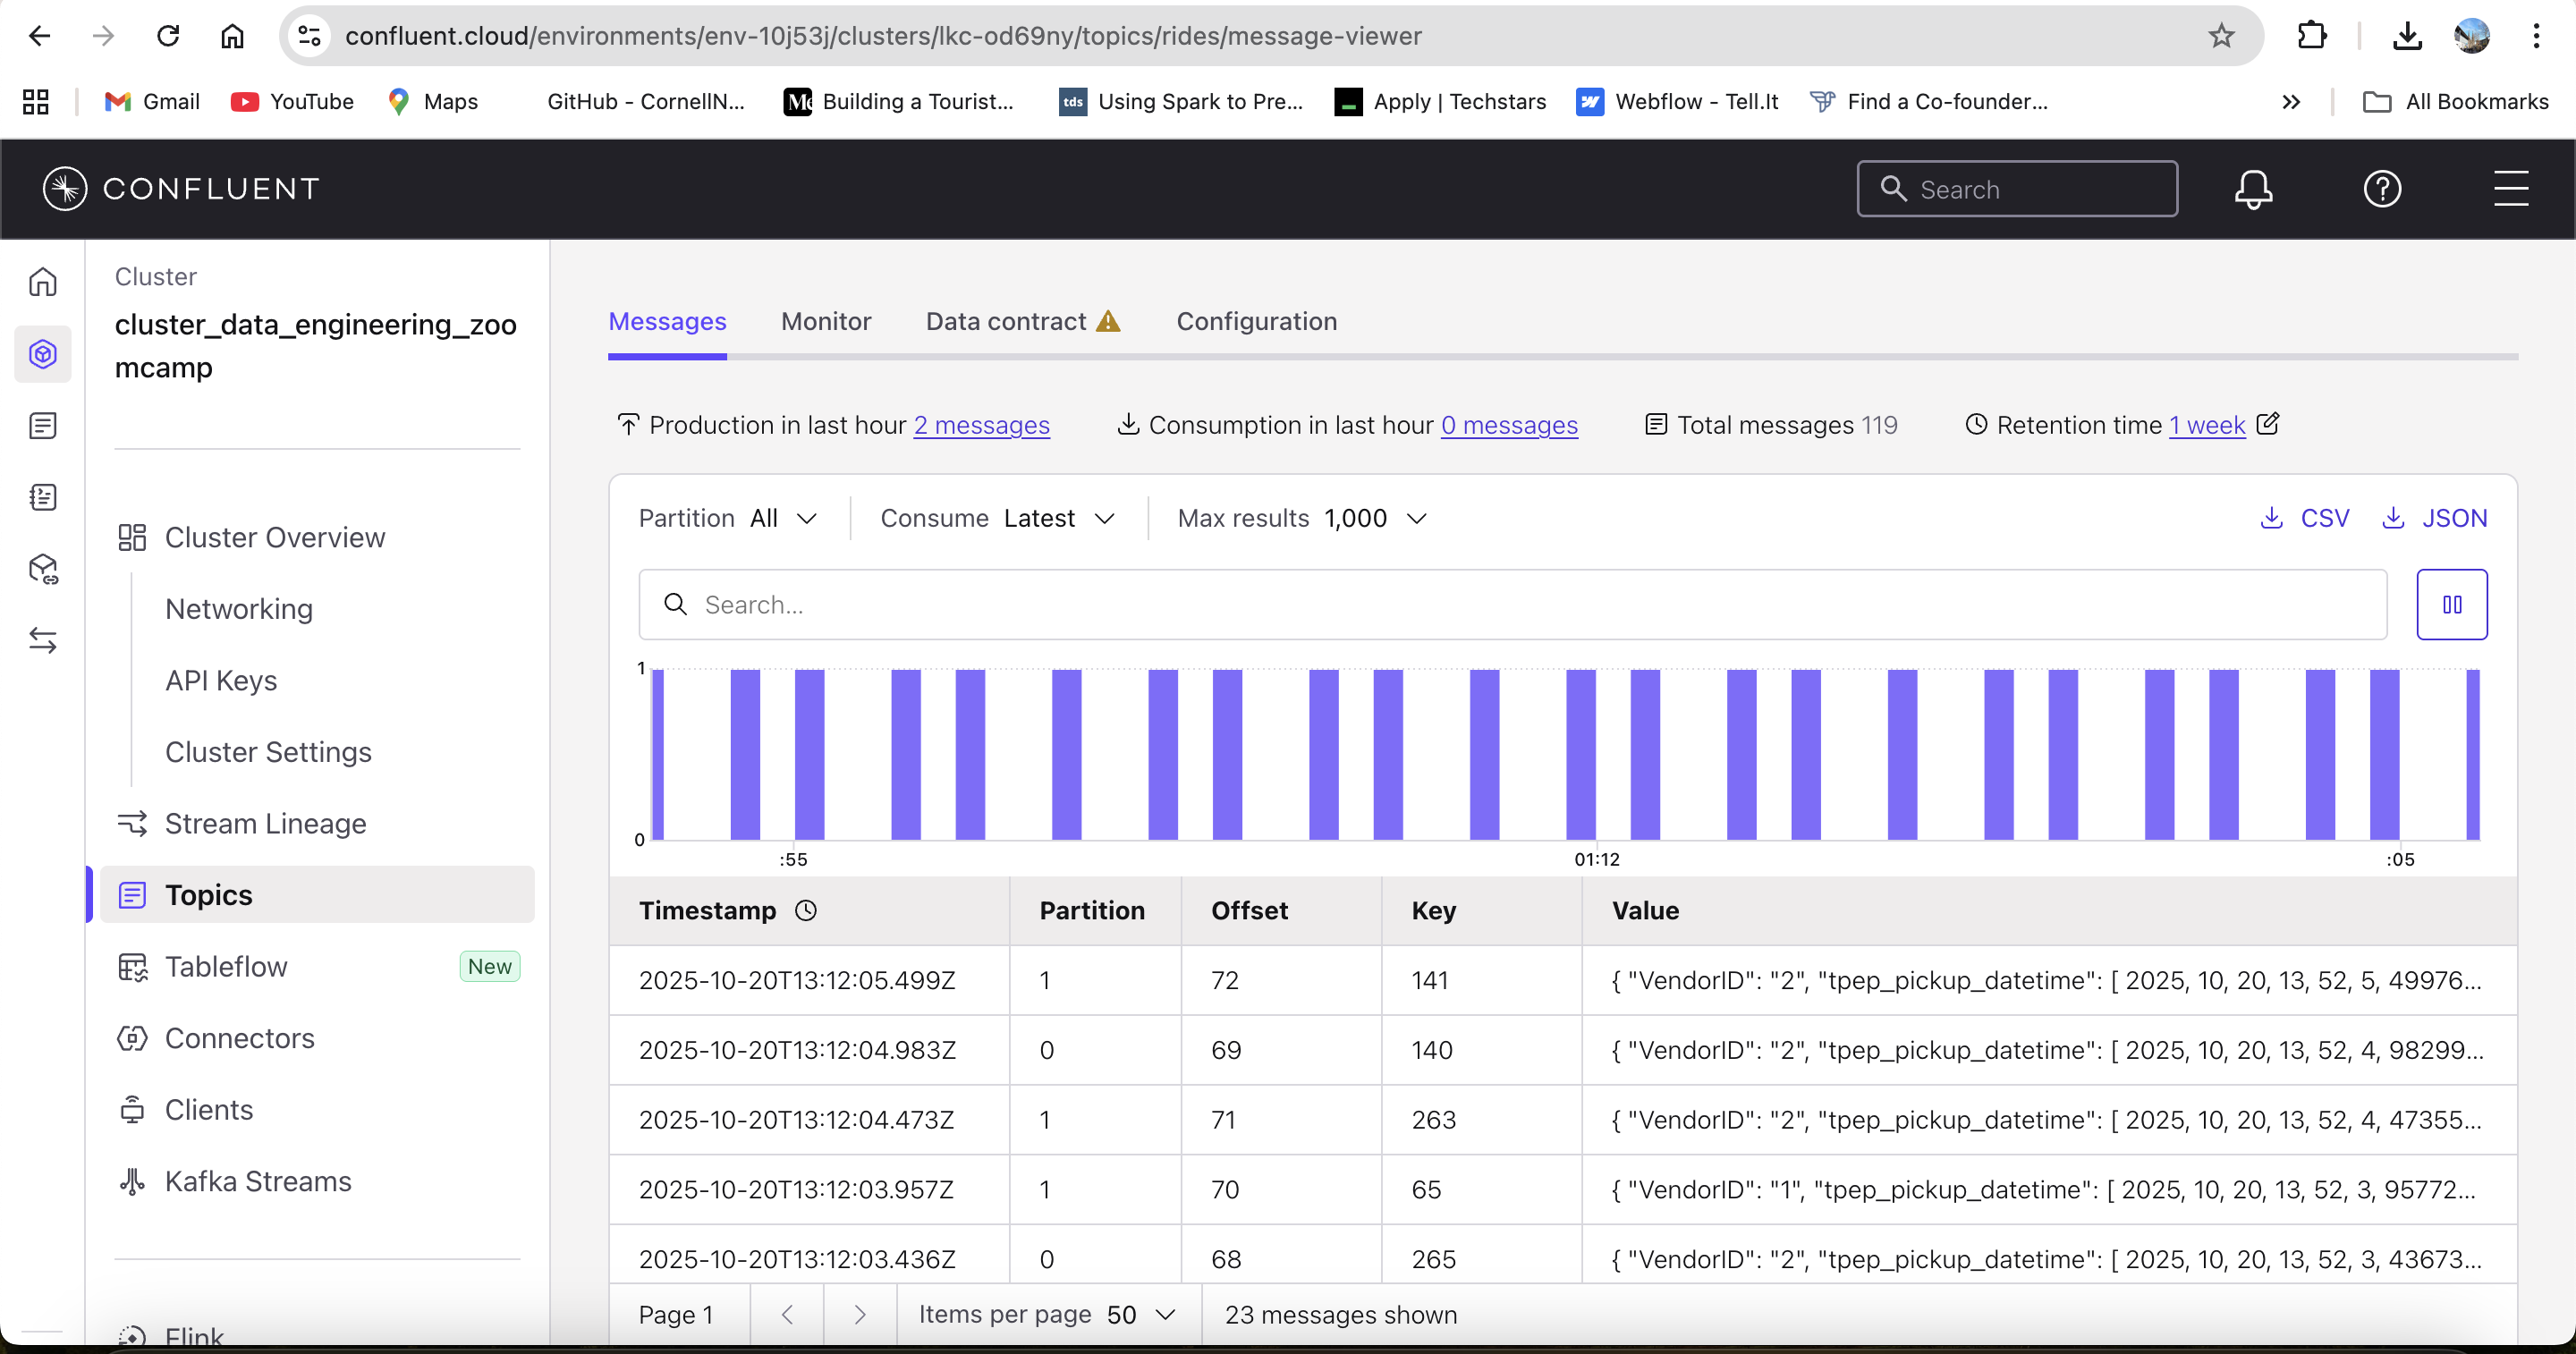 confluent.cloud/environments/env-10j53j/clusters/lkc-od69ny/topics/rides/message-viewer
Gmail YouTube Maps GitHub - CornellN... Me Building a Tourist... tds Using Spark to Pre... Apply | Techstars Webflow - Tell.It Find a Co-founder... All Bookmarks
CONFLUENT Search
Cluster
cluster_data_engineering_zoo
mcamp
Cluster Overview
Networking
API Keys
Cluster Settings
Stream Lineage
Topics
Tableflow New
Connectors
Clients
Kafka Streams
Flink
Messages Monitor Data contract Configuration
Production in last hour 2 messages Consumption in last hour 0 messages Total messages 119 Retention time 1 week
Partition All Consume Latest Max results 1,000 CSV JSON
Search...
1
0
:55 01:12 :05
Timestamp Partition Offset Key Value
2025-10-20T13:12:05.499Z 1 72 141 { "VendorID": "2", "tpep_pickup_datetime": [ 2025, 10, 20, 13, 52, 5, 49976...
2025-10-20T13:12:04.983Z 0 69 140 { "VendorID": "2", "tpep_pickup_datetime": [ 2025, 10, 20, 13, 52, 4, 98299...
2025-10-20T13:12:04.473Z 1 71 263 { "VendorID": "2", "tpep_pickup_datetime": [ 2025, 10, 20, 13, 52, 4, 47355...
2025-10-20T13:12:03.957Z 1 70 65 { "VendorID": "1", "tpep_pickup_datetime": [ 2025, 10, 20, 13, 52, 3, 95772...
2025-10-20T13:12:03.436Z 0 68 265 { "VendorID": "2", "tpep_pickup_datetime": [ 2025, 10, 20, 13, 52, 3, 43673...
Page 1 Items per page 50 23 messages shown